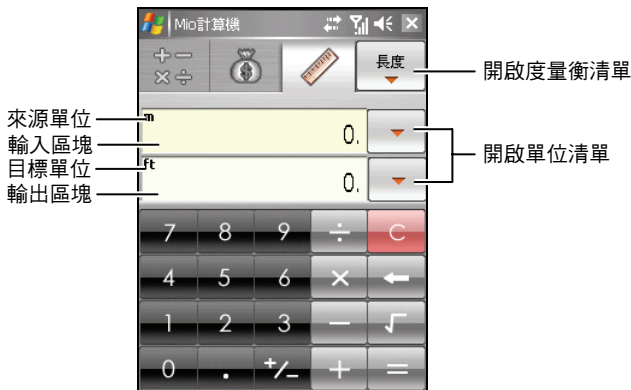 Mio計算機
長度
開啟度量衡清單
來源單位
m
輸入區塊
0.
目標單位
ft
輸出區塊
0.
開啟單位清單
7 8 9 ÷ C
4 5 6 × ←
1 2 3 − √
0 . +/− + =